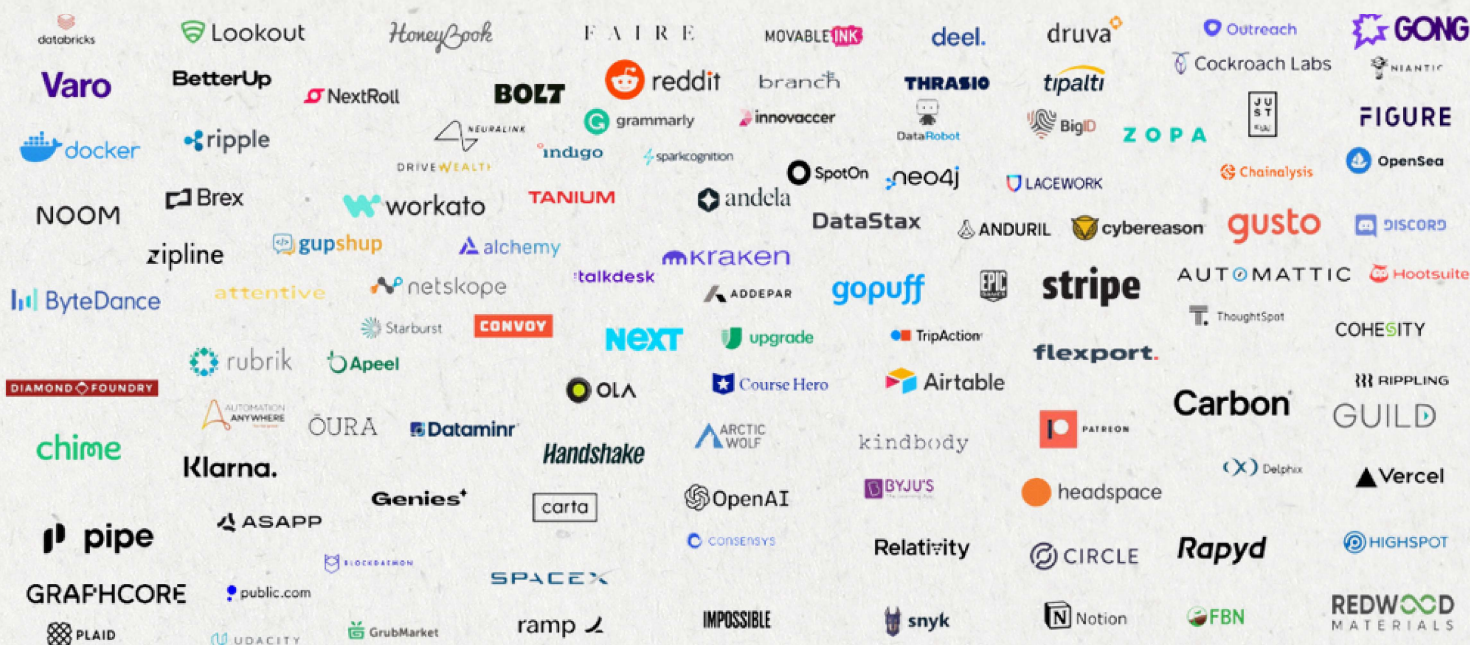 databricks
Lookout
HoneyBook
FAIRE
MOVABLE INK
deel.
druva
Outreach
GONG
Varo
BetterUp
NextRoll
BOLT
reddit
branch
THRASIO
tipalti
Cockroach Labs
NIANTIC
docker
ripple
NEURALINK
grammarly
innovaccer
DataRobot
BigID
ZOPA
JU
ST
FIGURE
DRIVEWEALTH
indigo
sparkcognition
SpotOn
neo4j
LACEWORK
Chainalysis
OpenSea
NOOM
Brex
workato
TANIUM
andela
DataStax
ANDURIL
cybereason
gusto
DISCORD
zipline
gupshup
alchemy
talkdesk
kraken
ByteDance
attentive
netskope
ADDEPAR
gopuff
EPIC
GAMES
stripe
AUTOMATTIC
Hootsuite
Starburst
CONVOY
NEXT
upgrade
TripAction
flexport.
ThoughtSpot
COHESITY
rubrik
Apeel
DIAMOND FOUNDRY
OLA
Course Hero
Airtable
Carbon
RIPPLING
GUILD
AUTOMATION
ANYWHERE
ŌURA
Dataminr
ARCTIC
WOLF
kindbody
PATREON
chime
Klarna.
Handshake
Delphix
Vercel
Genies
carta
OpenAI
BYJU'S
headspace
pipe
ASAPP
BLOCKDAEMON
CONSENSYS
Relativity
CIRCLE
Rapyd
HIGHSPOT
GRAPHCORE
public.com
SPACEX
PLAID
UDACITY
GrubMarket
ramp
IMPOSSIBLE
snyk
Notion
FBN
REDWOOD
MATERIALS